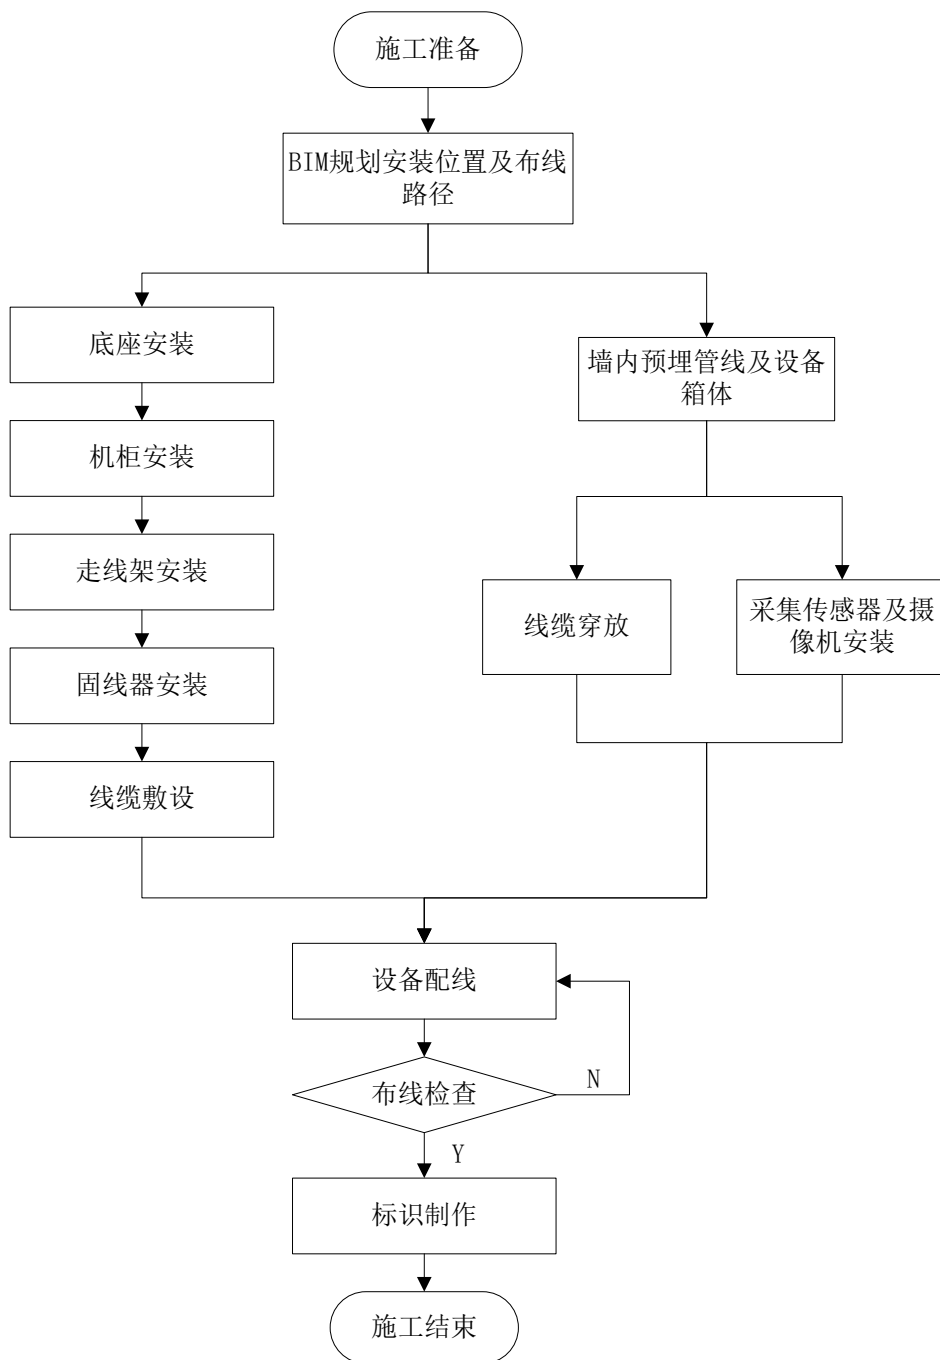 施工准备
BIM规划安装位置及布线
路径
底座安装
机柜安装
走线架安装
固线器安装
线缆敷设
墙内预埋管线及设备
箱体
线缆穿放
采集传感器及摄
像机安装
设备配线
布线检查
N
Y
标识制作
施工结束